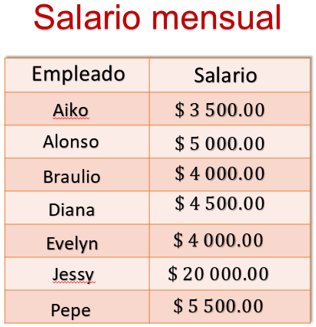 Salario mensual
Empleado Salario
Aiko $ 3 500.00
Alonso $ 5 000.00
Braulio $ 4 000.00
Diana $ 4 500.00
Evelyn $ 4 000.00
Jessy $ 20 000.00
Pepe $ 5 500.00